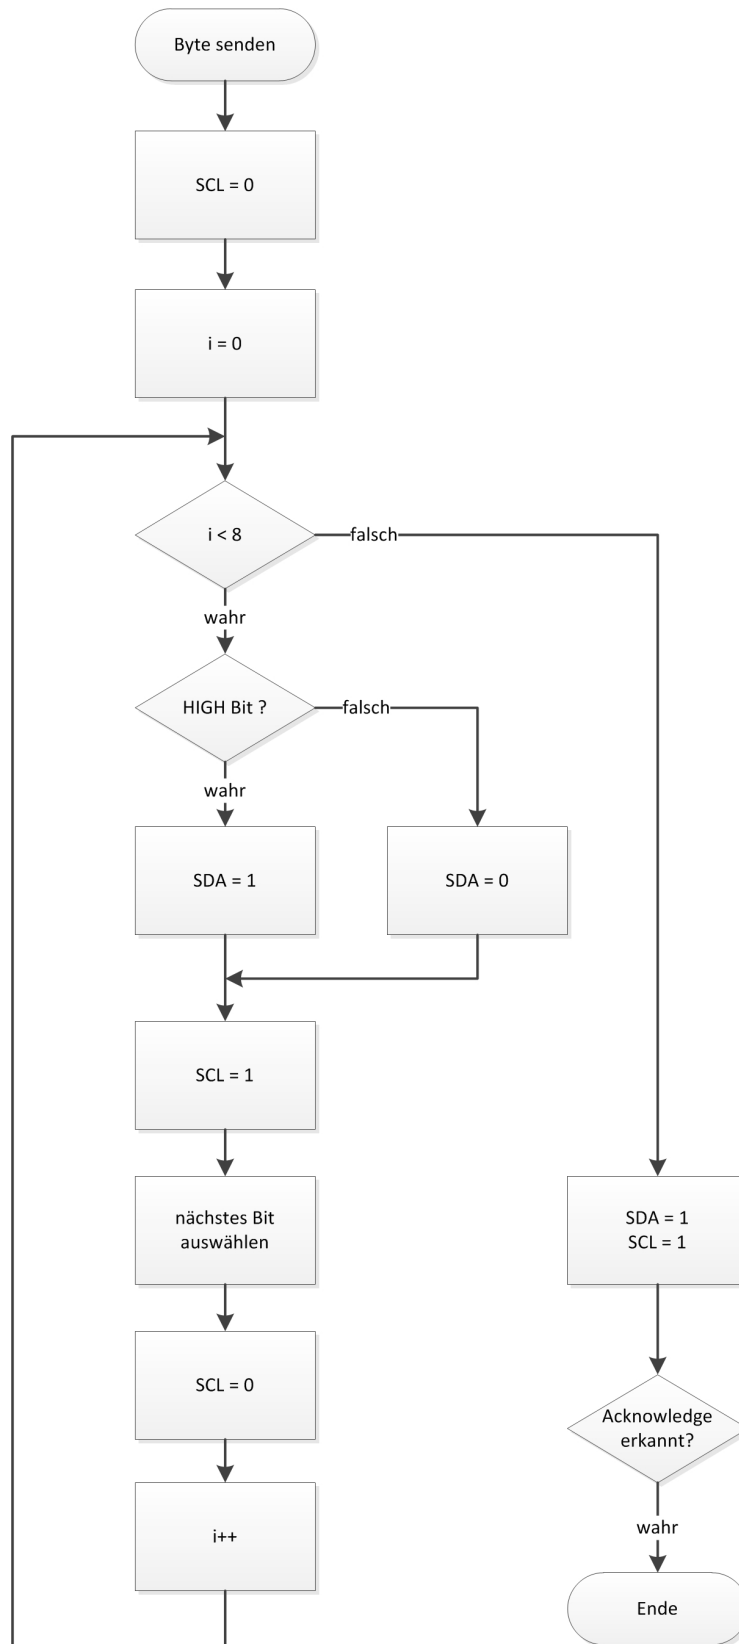 Byte senden
SCL = 0
i = 0
i < 8
falsch
wahr
HIGH Bit ?
falsch
wahr
SDA = 1
SDA = 0
SCL = 1
nächstes Bit
auswählen
SCL = 0
i++
SDA = 1
SCL = 1
Acknowledge
erkannt?
wahr
Ende